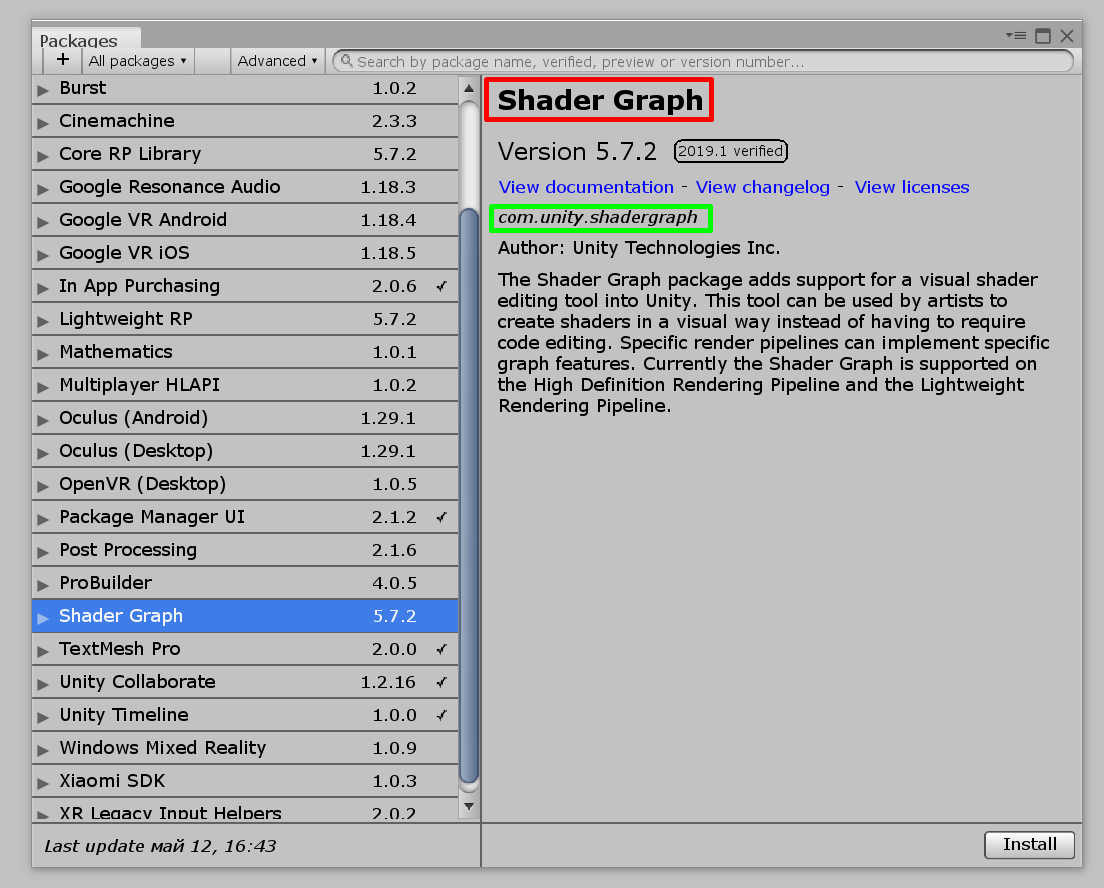 Packages
+ All packages Advanced Search by package name, verified, preview or version number...
Burst 1.0.2
Cinemachine 2.3.3
Core RP Library 5.7.2
Google Resonance Audio 1.18.3
Google VR Android 1.18.4
Google VR iOS 1.18.5
In App Purchasing 2.0.6 ✓
Lightweight RP 5.7.2
Mathematics 1.0.1
Multiplayer HLAPI 1.0.2
Oculus (Android) 1.29.1
Oculus (Desktop) 1.29.1
OpenVR (Desktop) 1.0.5
Package Manager UI 2.1.2 ✓
Post Processing 2.1.6
ProBuilder 4.0.5
Shader Graph 5.7.2
TextMesh Pro 2.0.0 ✓
Unity Collaborate 1.2.16 ✓
Unity Timeline 1.0.0 ✓
Windows Mixed Reality 1.0.9
Xiaomi SDK 1.0.3
XR Legacy Input Helpers 2.0.2
Last update май 12, 16:43
Shader Graph
Version 5.7.2 2019.1 verified
View documentation - View changelog - View licenses
com.unity.shadergraph
Author: Unity Technologies Inc.
The Shader Graph package adds support for a visual shader
editing tool into Unity. This tool can be used by artists to
create shaders in a visual way instead of having to require
code editing. Specific render pipelines can implement specific
graph features. Currently the Shader Graph is supported on
the High Definition Rendering Pipeline and the Lightweight
Rendering Pipeline.
Install